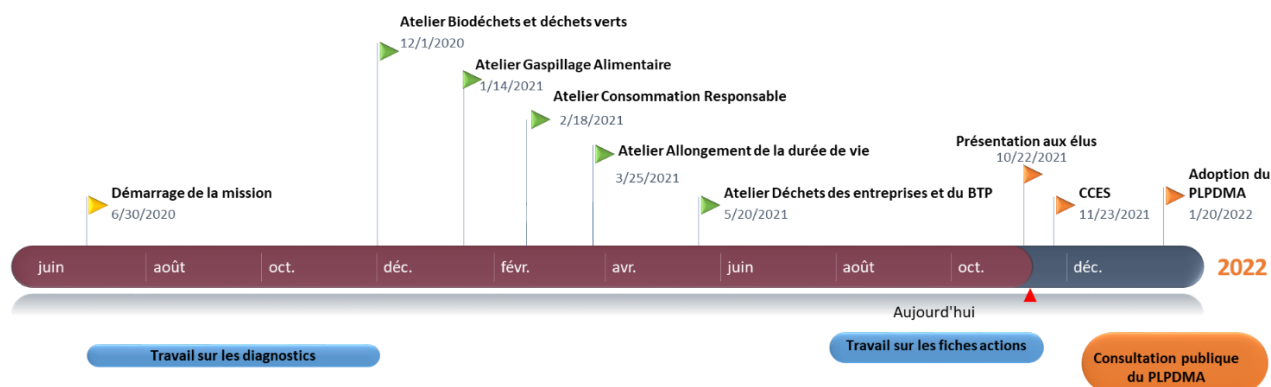 Atelier Biodéchets et déchets verts
12/1/2020
Atelier Gaspillage Alimentaire
1/14/2021
Atelier Consommation Responsable
2/18/2021
Atelier Allongement de la durée de vie
3/25/2021
Présentation aux élus
10/22/2021
Démarrage de la mission
6/30/2020
Atelier Déchets des entreprises et du BTP
5/20/2021
CCES
11/23/2021
Adoption du
PLPDMA
1/20/2022
juin août oct. déc. févr. avr. juin août oct. déc. 2022
Aujourd'hui
Travail sur les diagnostics
Travail sur les fiches actions
Consultation publique
du PLPDMA